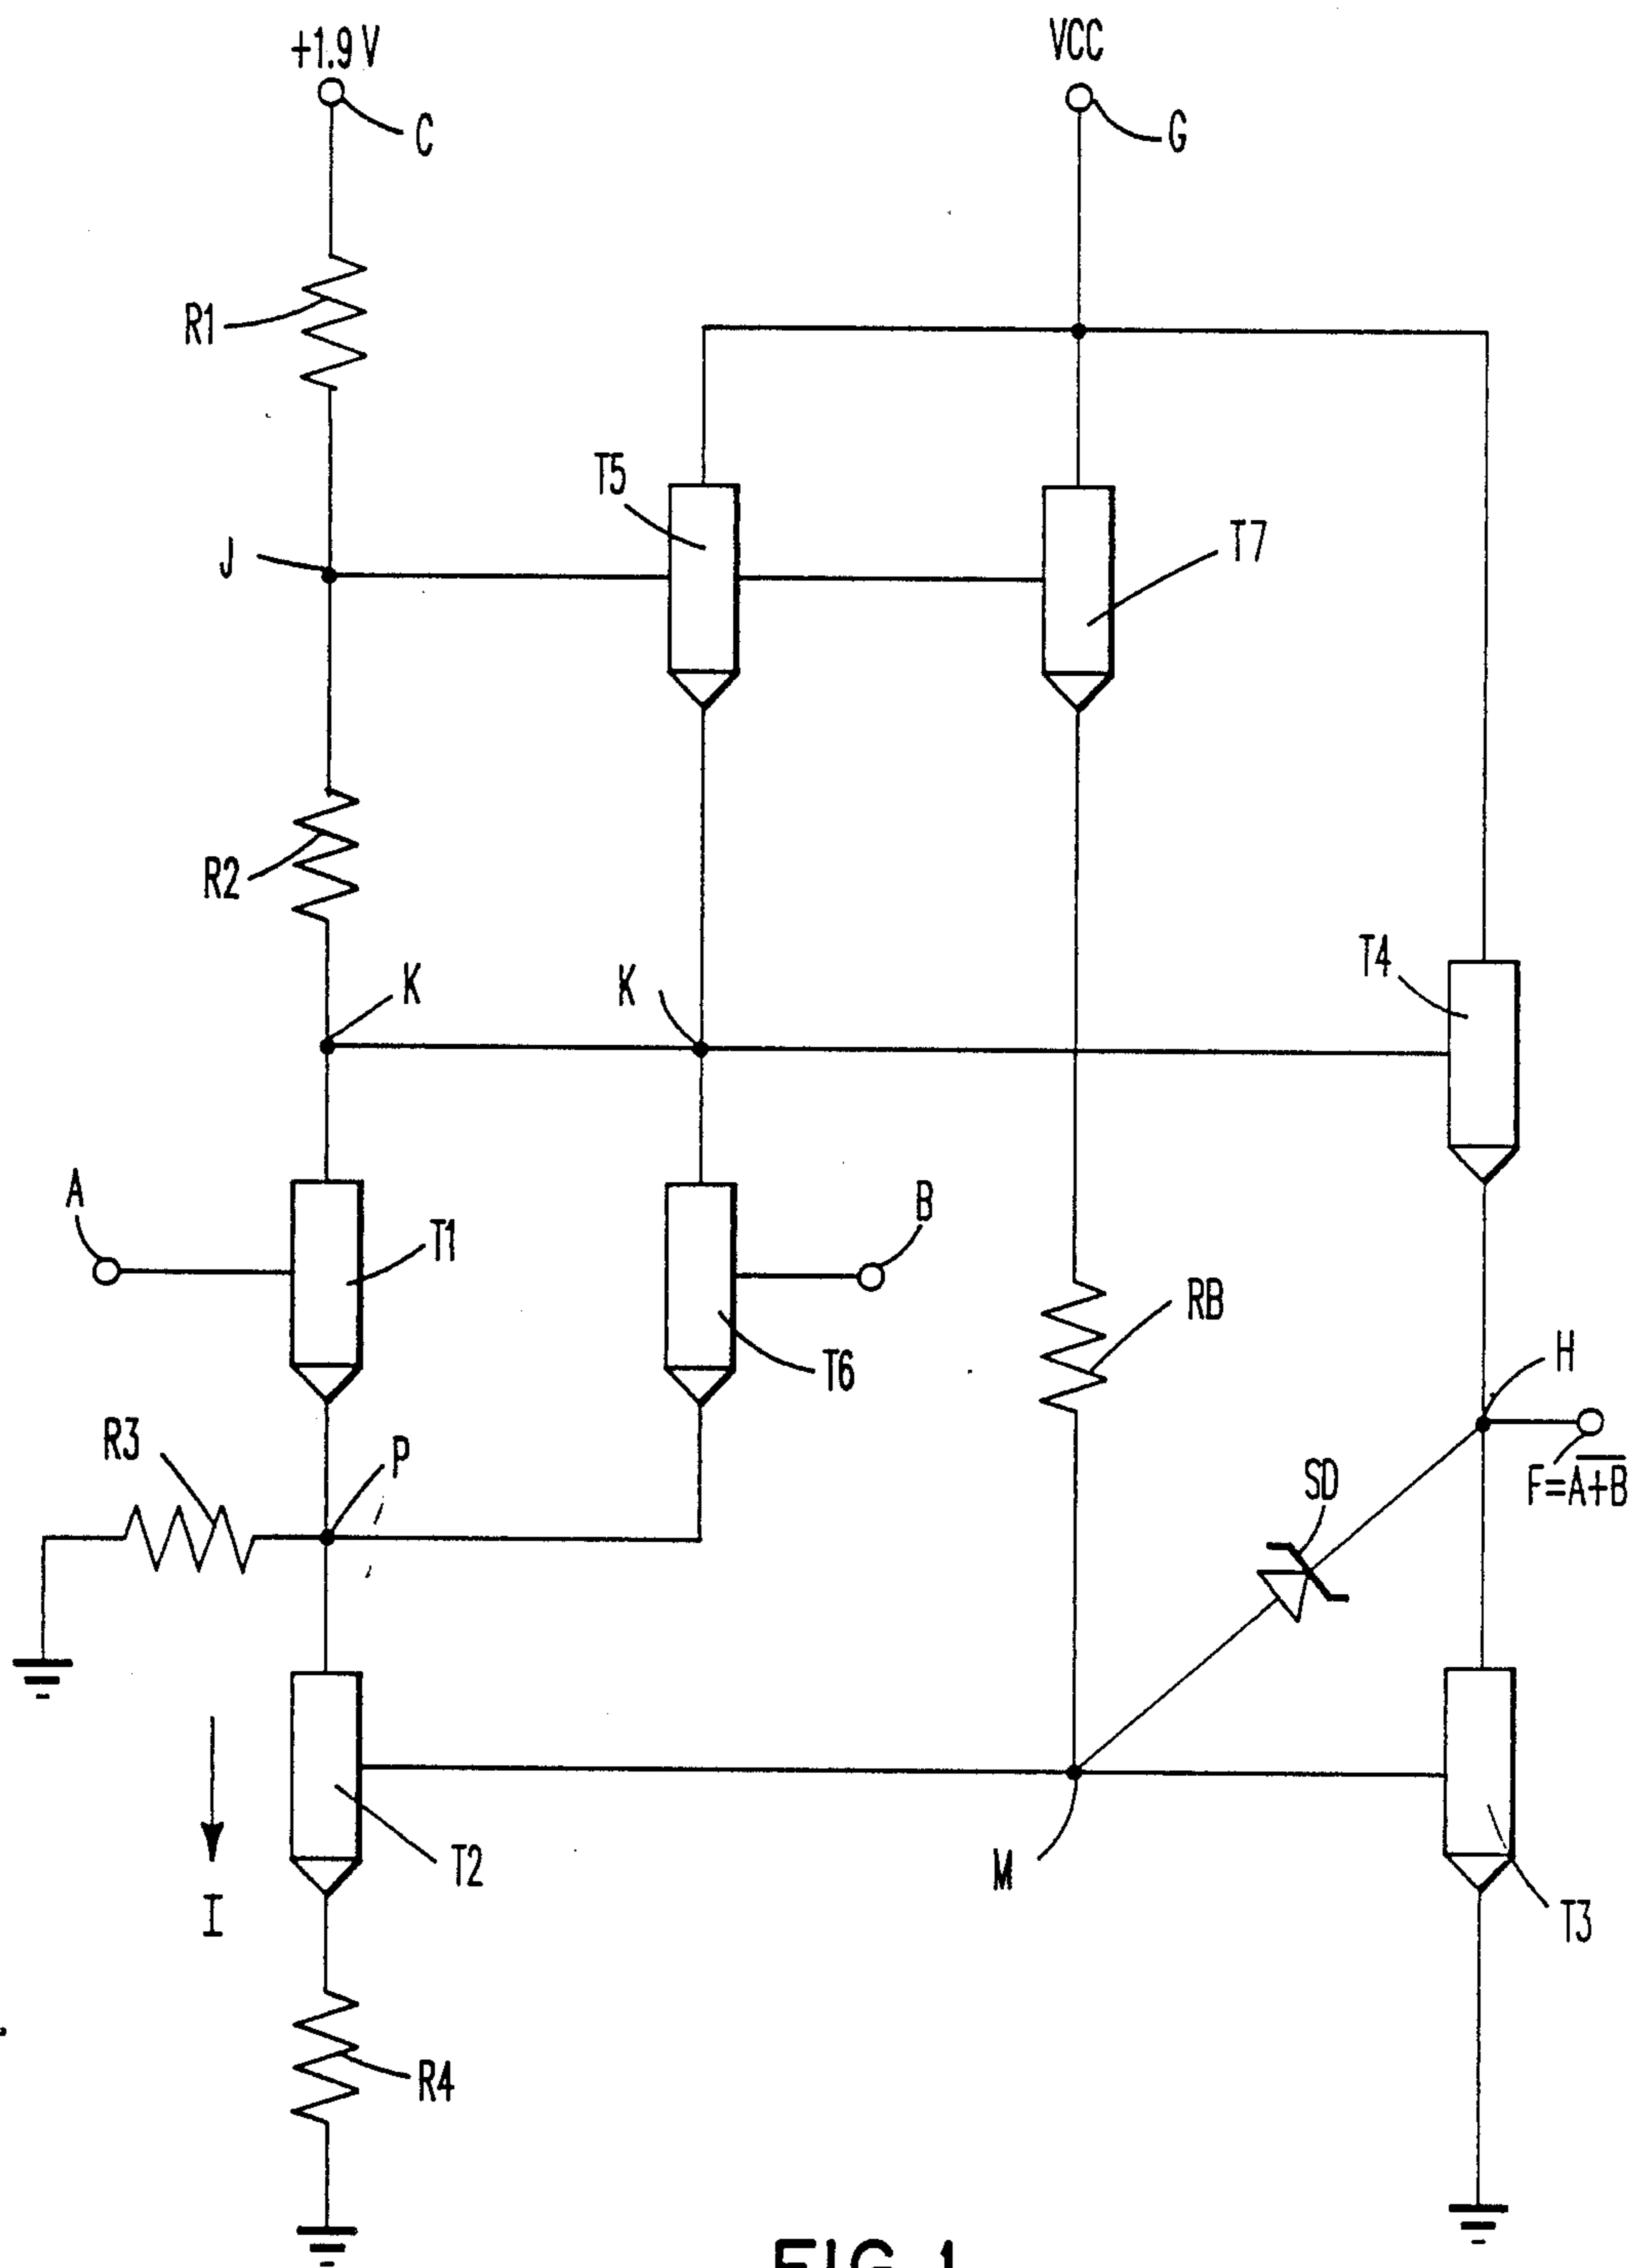 +1.9 V
VCC
C
G
R1
T5
T7
J
R2
K
K
T4
A
B
T1
RB
T6
H
R3
P
SD
F=A+B̅
T2
M
I
T3
R4
FIG. 1